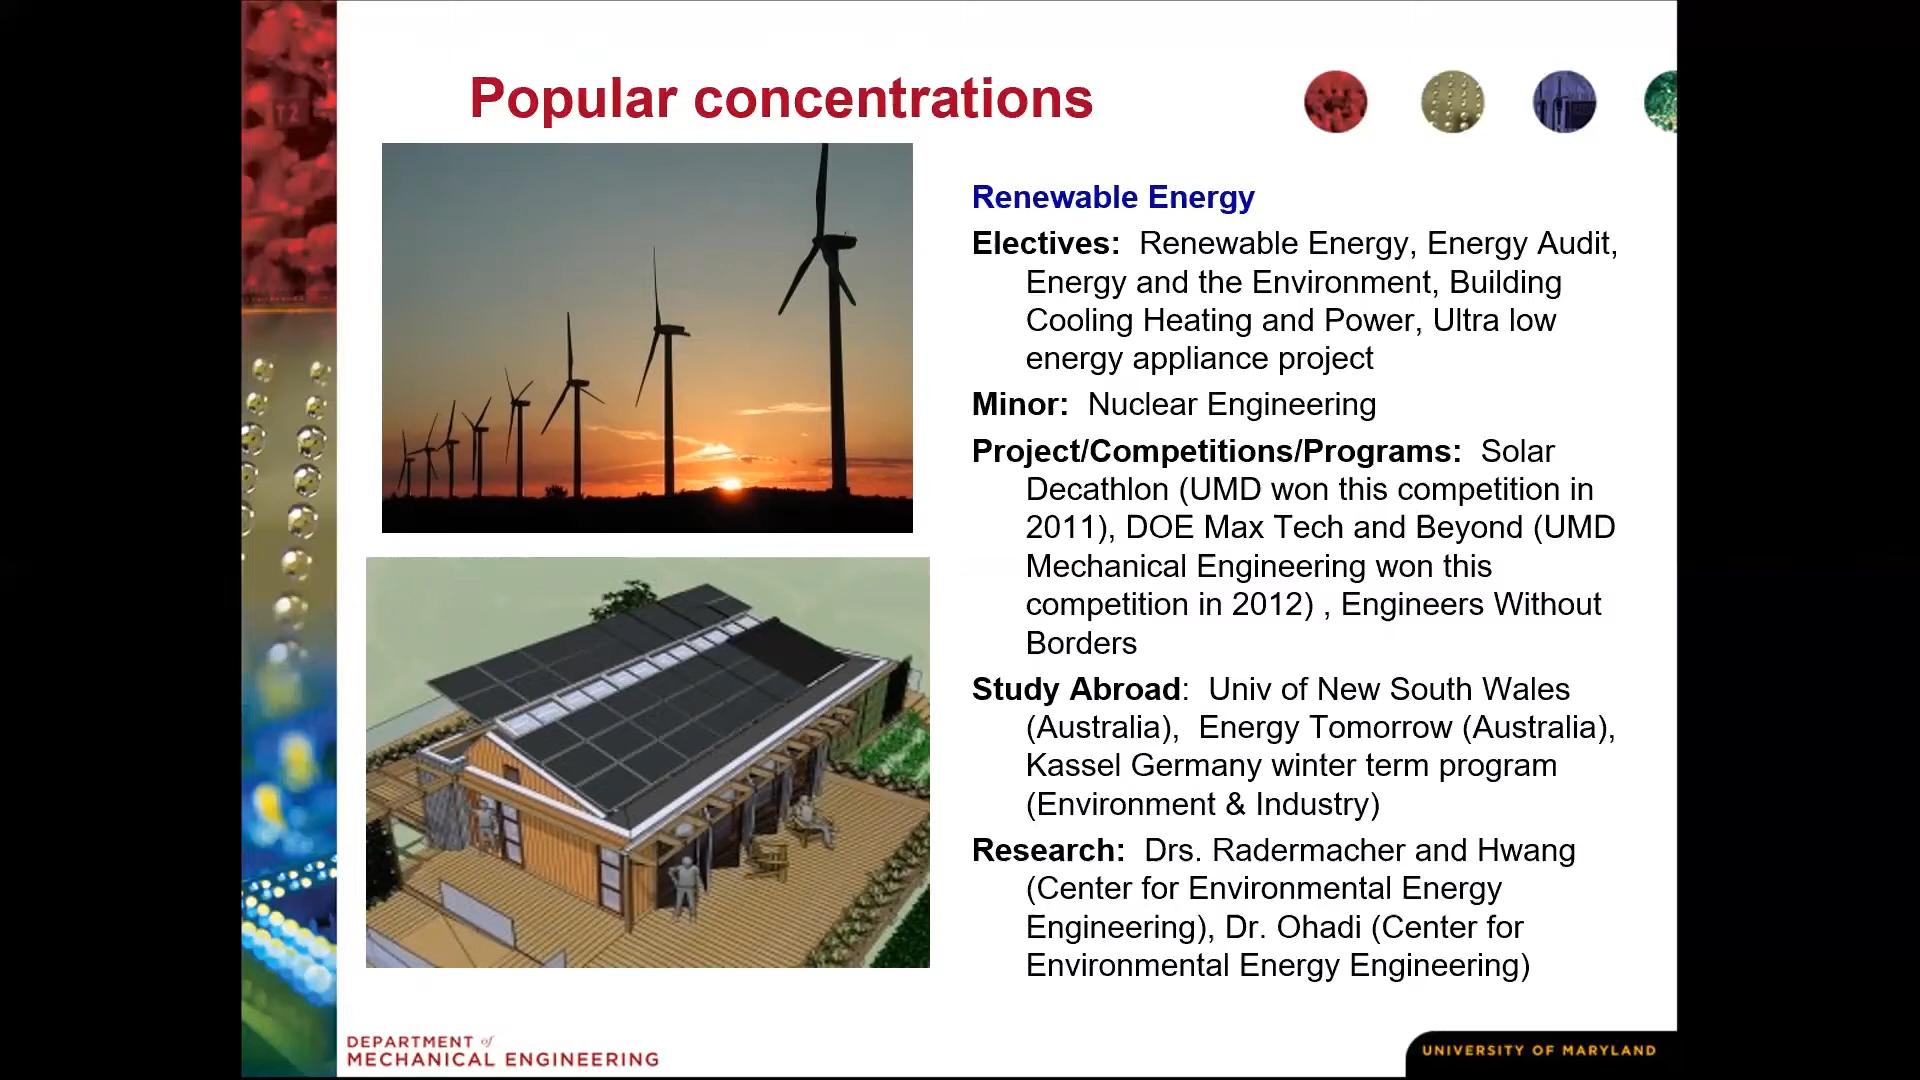 Popular concentrations
Renewable Energy
Electives: Renewable Energy, Energy Audit,
Energy and the Environment, Building
Cooling Heating and Power, Ultra low
energy appliance project
Minor: Nuclear Engineering
Project/Competitions/Programs: Solar
Decathlon (UMD won this competition in
2011), DOE Max Tech and Beyond (UMD
Mechanical Engineering won this
competition in 2012) , Engineers Without
Borders
Study Abroad: Univ of New South Wales
(Australia), Energy Tomorrow (Australia),
Kassel Germany winter term program
(Environment & Industry)
Research: Drs. Radermacher and Hwang
(Center for Environmental Energy
Engineering), Dr. Ohadi (Center for
Environmental Energy Engineering)
T2
DEPARTMENT of
MECHANICAL ENGINEERING
UNIVERSITY OF MARYLAND